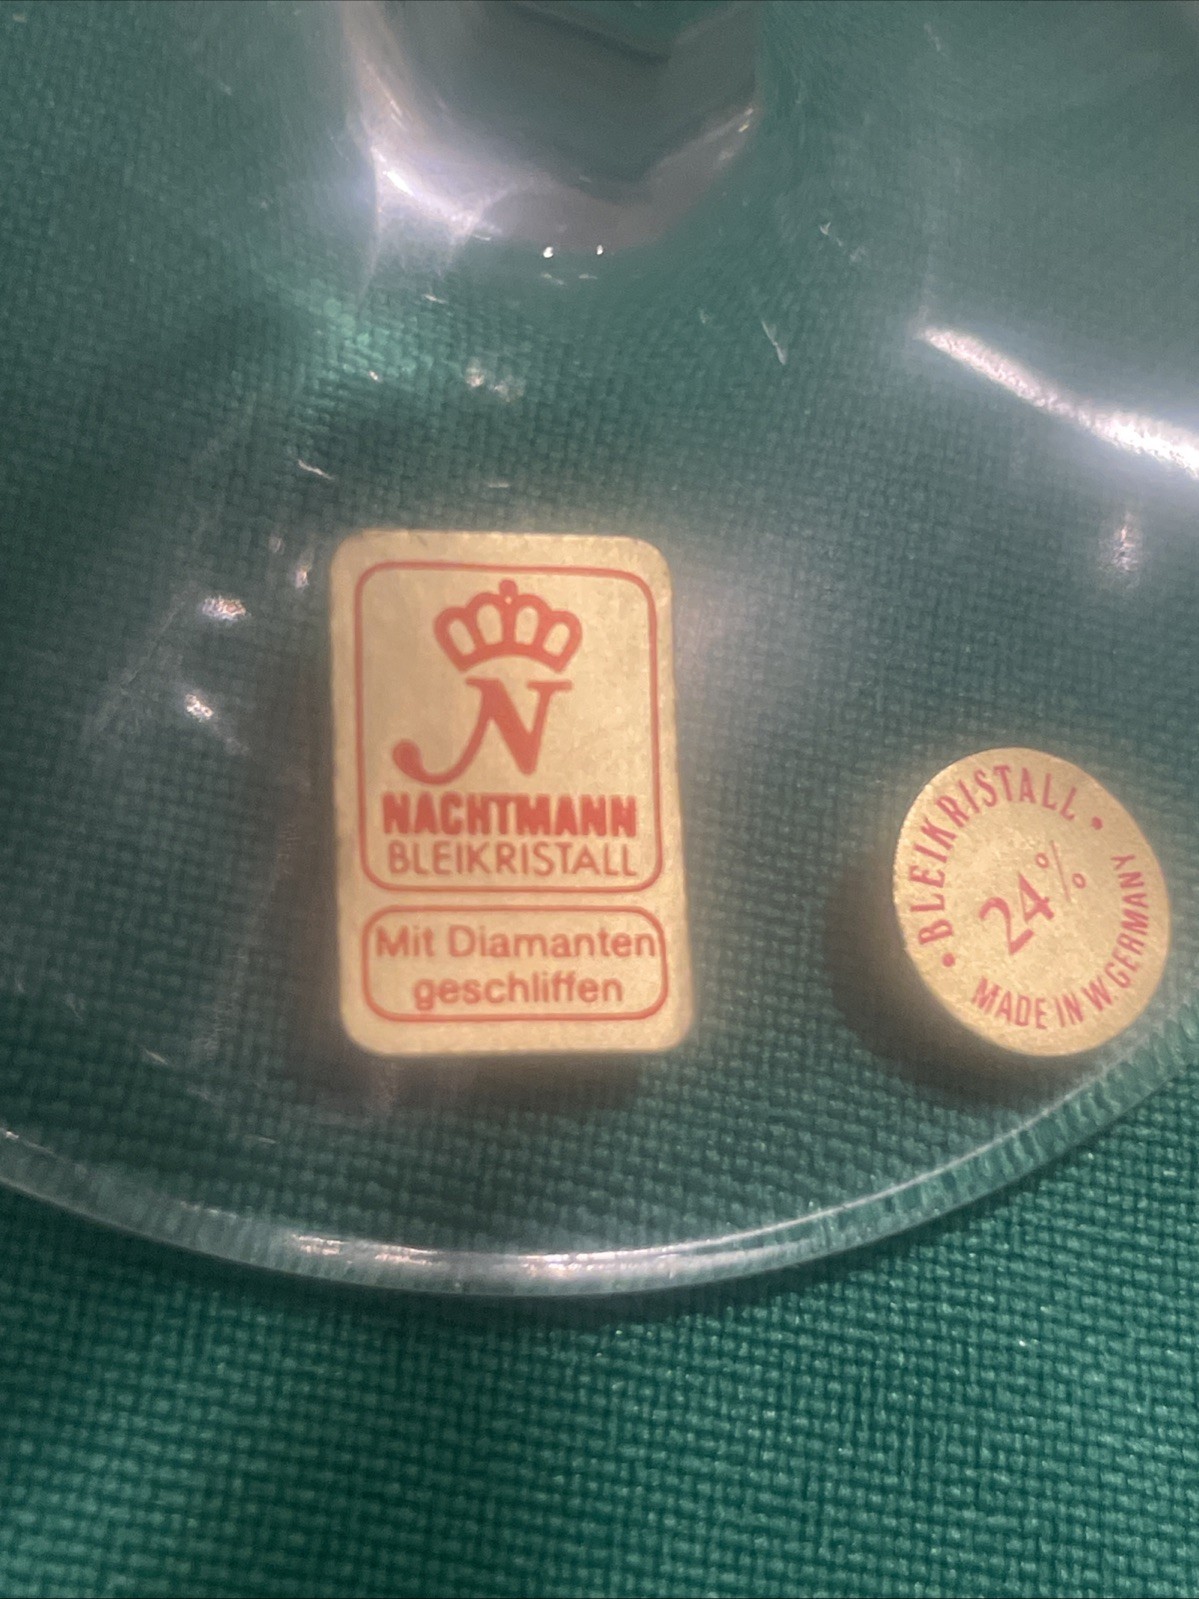 N
NACHTMANN
BLEIKRISTALL
Mit Diamanten
geschliffen
• BLEIKRISTALL •
24%
MADE IN W.GERMANY